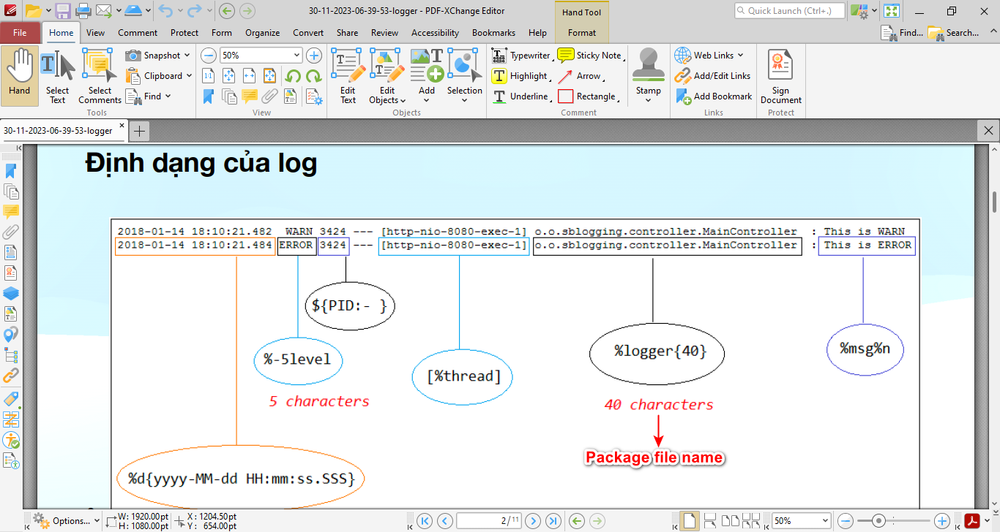 30-11-2023-06-39-53-logger - PDF-XChange Editor
Hand Tool
Quick Launch (Ctrl+.)
File Home View Comment Protect Form Organize Convert Share Review Accessibility Bookmarks Help Format
Find... Search...
Hand
Select Text
Select Comments
Snapshot
Clipboard
Find
Tools
50%
1:1
View
Edit Text
Edit Objects
Add
Selection
Objects
Typewriter
Highlight
Underline
Sticky Note
Arrow
Rectangle
Stamp
Comment
Web Links
Add/Edit Links
Add Bookmark
Links
Sign Document
Protect
30-11-2023-06-39-53-logger
Định dạng của log
2018-01-14 18:10:21.482 WARN 3424 --- [http-nio-8080-exec-1] o.o.sblogging.controller.MainController : This is WARN
2018-01-14 18:10:21.484 ERROR 3424 --- [http-nio-8080-exec-1] o.o.sblogging.controller.MainController : This is ERROR
${PID:- }
%-5level
[%thread]
%logger{40}
%msg%n
5 characters
40 characters
Package file name
%d{yyyy-MM-dd HH:mm:ss.SSS}
Options...
W: 1920.00pt
H: 1080.00pt
X: 1204.50pt
Y: 654.00pt
2/11
50%